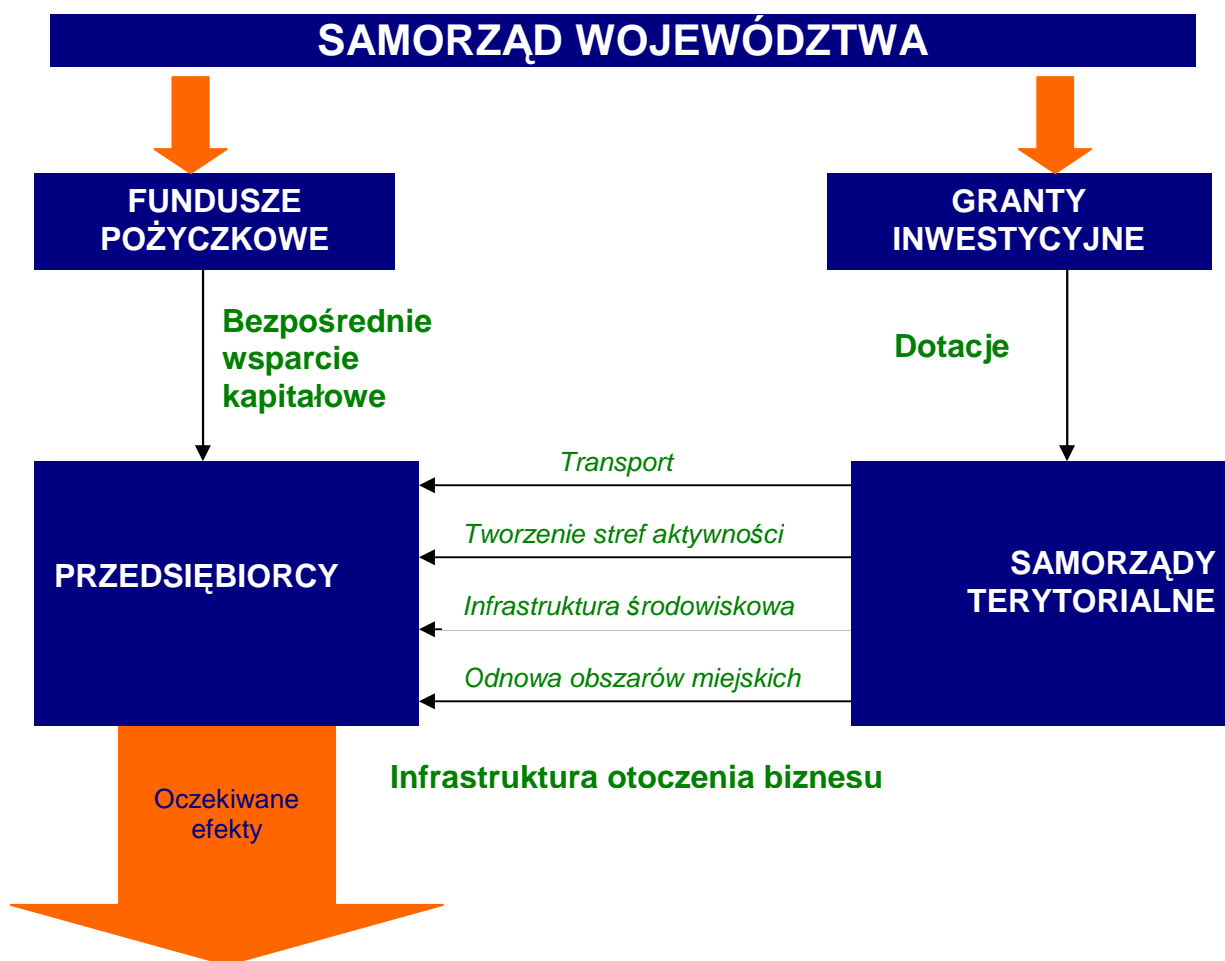 SAMORZĄD WOJEWÓDZTWA
FUNDUSZE
POŻYCZKOWE
GRANTY
INWESTYCYJNE
Bezpośrednie
wsparcie
kapitałowe
Dotacje
PRZEDSIĘBIORCY
Transport
Tworzenie stref aktywności
Infrastruktura środowiskowa
Odnowa obszarów miejskich
SAMORZĄDY
TERYTORIALNE
Infrastruktura otoczenia biznesu
Oczekiwane
efekty